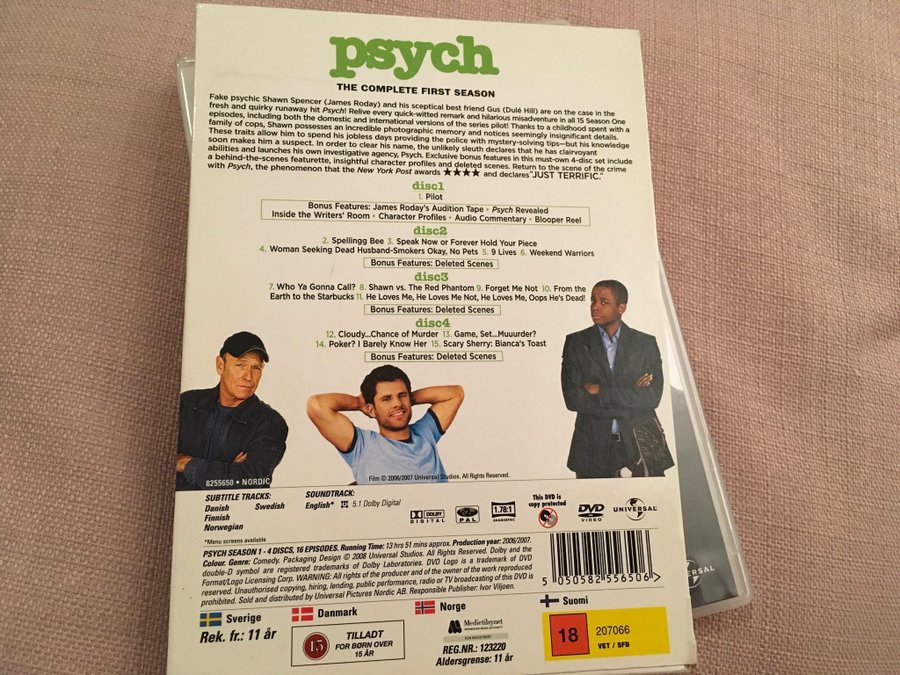 psych
THE COMPLETE FIRST SEASON
Fake psychic Shawn Spencer (James Roday) and his sceptical best friend Gus (Dulé Hill) are on the case in the
fresh and quirky runaway hit Psych! Relive every quick-witted remark and hilarious misadventure in all 15 Season One
episodes, including both the domestic and international versions of the series pilot! Thanks to a childhood spent with a
family of cops, Shawn possesses an incredible photographic memory and notices seemingly insignificant details.
These traits allow him to spend his jobless days providing the police with mystery-solving tips—but his knowledge
soon makes him a suspect. In order to clear his name, the unlikely sleuth declares that he has clairvoyant
abilities and launches his own investigative agency, Psych. Exclusive bonus features in this must-own 4-disc set include
a behind-the-scenes featurette, insightful character profiles and deleted scenes. Return to the scene of the crime
with Psych, the phenomenon that the New York Post awards ★★★★ and declares "JUST TERRIFIC."
disc1
1. Pilot
Bonus Features: James Roday's Audition Tape • Psych Revealed
Inside the Writers' Room • Character Profiles • Audio Commentary • Blooper Reel
disc2
2. Spellingg Bee 3. Speak Now or Forever Hold Your Piece
4. Woman Seeking Dead Husband-Smokers Okay, No Pets 5. 9 Lives 6. Weekend Warriors
Bonus Features: Deleted Scenes
disc3
7. Who Ya Gonna Call? 8. Shawn vs. The Red Phantom 9. Forget Me Not 10. From the
Earth to the Starbucks 11. He Loves Me, He Loves Me Not, He Loves Me, Oops He's Dead!
Bonus Features: Deleted Scenes
disc4
12. Cloudy...Chance of Murder 13. Game, Set...Muuurder?
14. Poker? I Barely Know Her 15. Scary Sherry: Bianca's Toast
Bonus Features: Deleted Scenes
8255650 • NORDIC
Film © 2006/2007 Universal Studios. All Rights Reserved.
SUBTITLE TRACKS:
Danish Swedish
Finnish
Norwegian
*Menu screens available
SOUNDTRACK:
English* 5.1 Dolby Digital
DOLBY DIGITAL
PAL
1.78:1
ANAMORPHIC
This DVD is
copy protected
DVD VIDEO
UNIVERSAL
PSYCH SEASON 1 - 4 DISCS, 16 EPISODES. Running Time: 13 hrs 51 mins approx. Production year: 2006/2007.
Colour. Genre: Comedy. Packaging Design © 2008 Universal Studios. All Rights Reserved. Dolby and the
double-D symbol are registered trademarks of Dolby Laboratories. DVD Logo is a trademark of DVD
Format/Logo Licensing Corp. WARNING: All rights of the producer and of the owner of the work reproduced
reserved. Unauthorised copying, hiring, lending, public performance, radio or TV broadcasting of this DVD is
prohibited. Sold and distributed by Universal Pictures Nordic AB. Responsible Publisher: Ivor Viljoen.
5 050582 556506 >
Sverige
Rek. fr.: 11 år
Danmark
15
TILLADT
FOR BØRN OVER
15 ÅR
Norge
Medietilsynet
REG.NR.: 123220
Aldersgrense: 11 år
Suomi
18
207066
VET / SFB